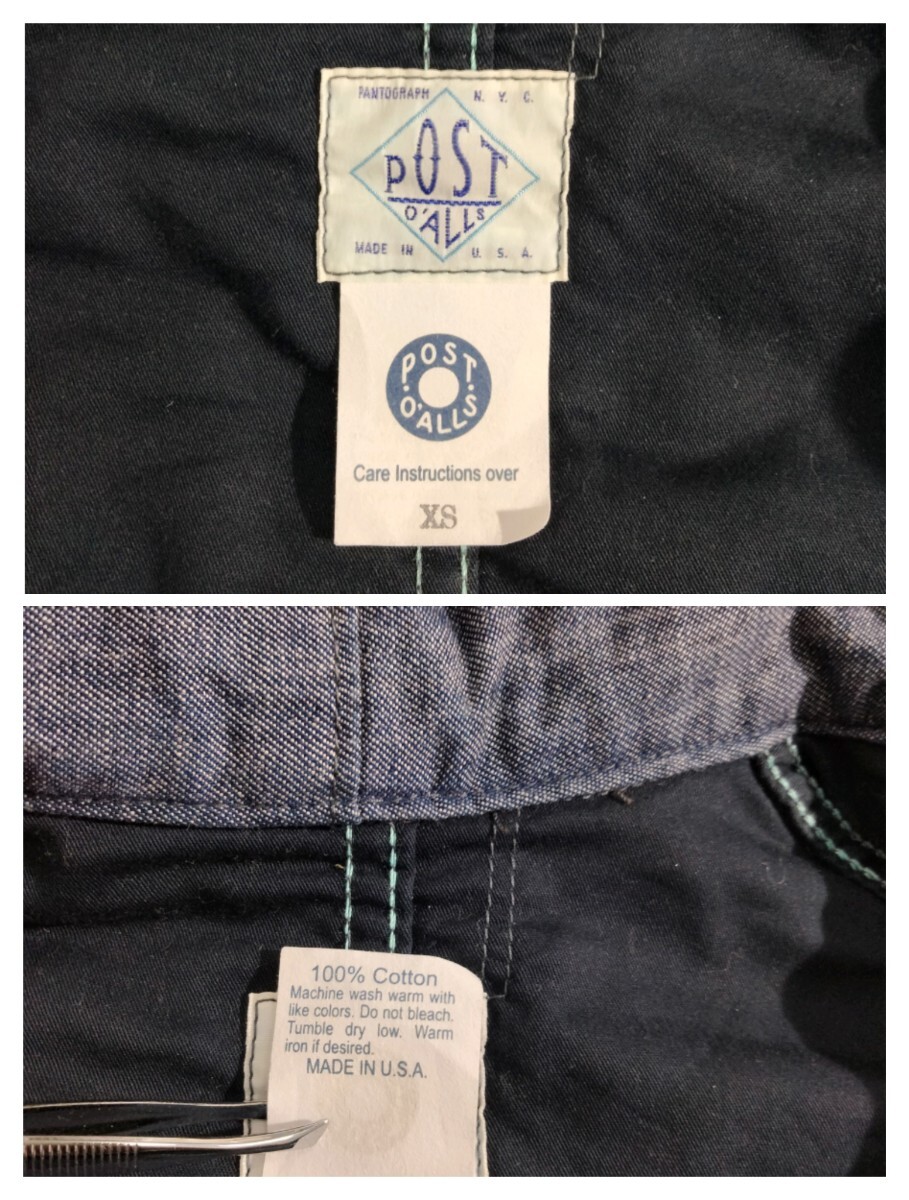 PANTOGRAPH N. Y. C.
POST
O'ALLS
MADE IN U. S. A.
POST
O'ALLS
Care Instructions over
XS
100% Cotton
Machine wash warm with
like colors. Do not bleach.
Tumble dry low. Warm
iron if desired.
MADE IN U.S.A.